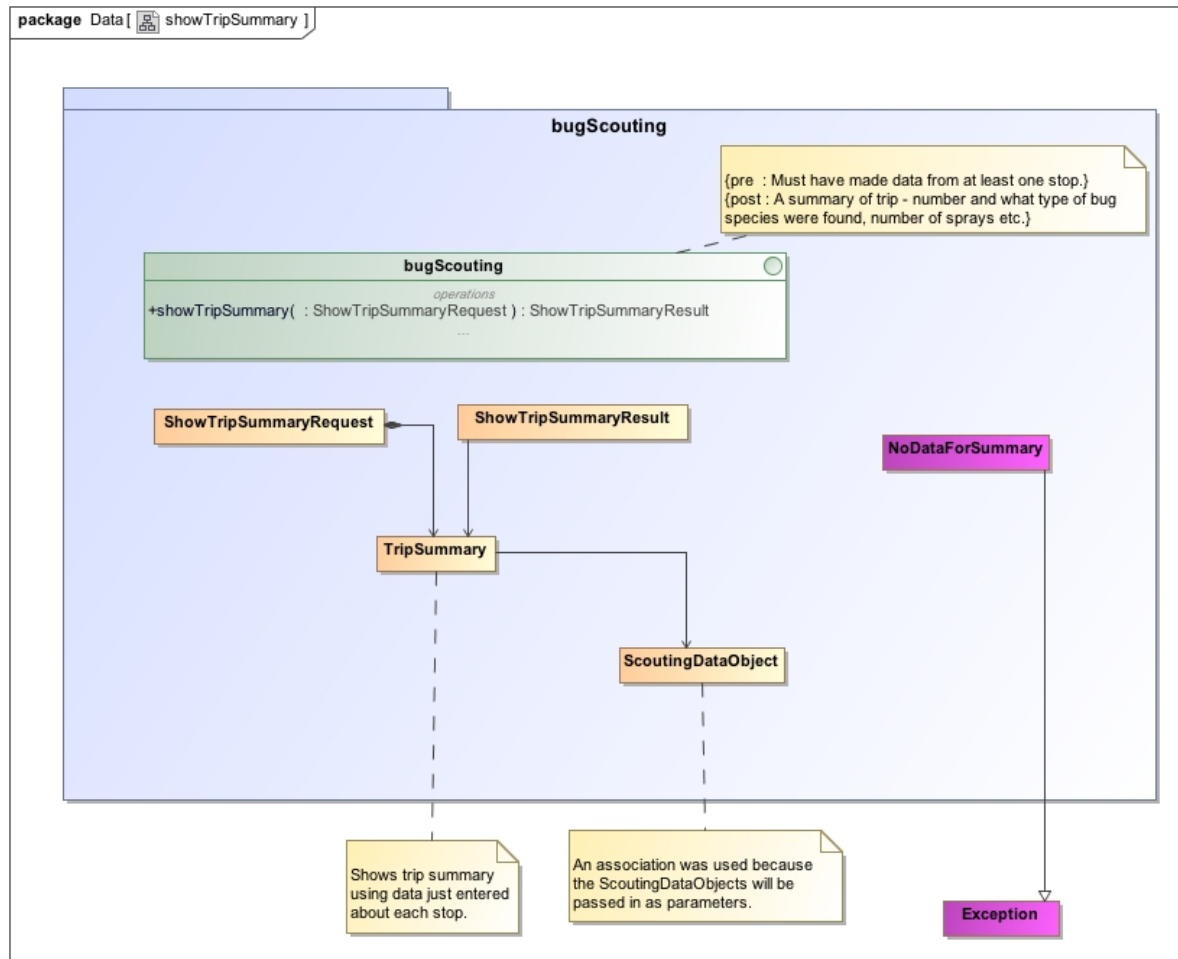 package Data [ showTripSummary ]
bugScouting
{pre : Must have made data from at least one stop.}
{post : A summary of trip - number and what type of bug
species were found, number of sprays etc.}
bugScouting
operations
+showTripSummary( : ShowTripSummaryRequest ) : ShowTripSummaryResult
...
ShowTripSummaryRequest
ShowTripSummaryResult
NoDataForSummary
TripSummary
ScoutingDataObject
Shows trip summary
using data just entered
about each stop.
An association was used because
the ScoutingDataObjects will be
passed in as parameters.
Exception